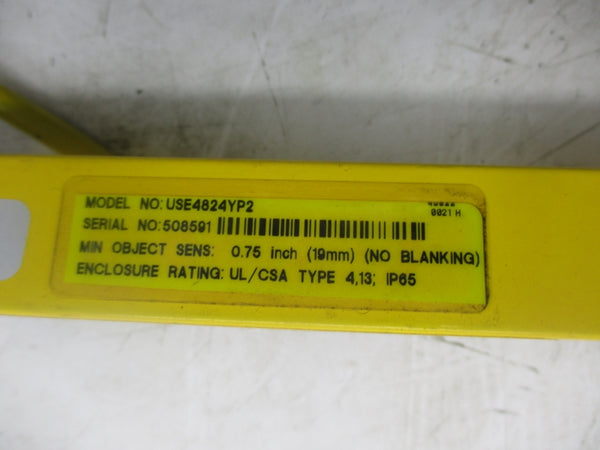 MODEL NO: USE4824YP2
0021 H
SERIAL NO: 508591
MIN OBJECT SENS: 0.75 inch (19mm) (NO BLANKING)
ENCLOSURE RATING: UL/CSA TYPE 4,13; IP65